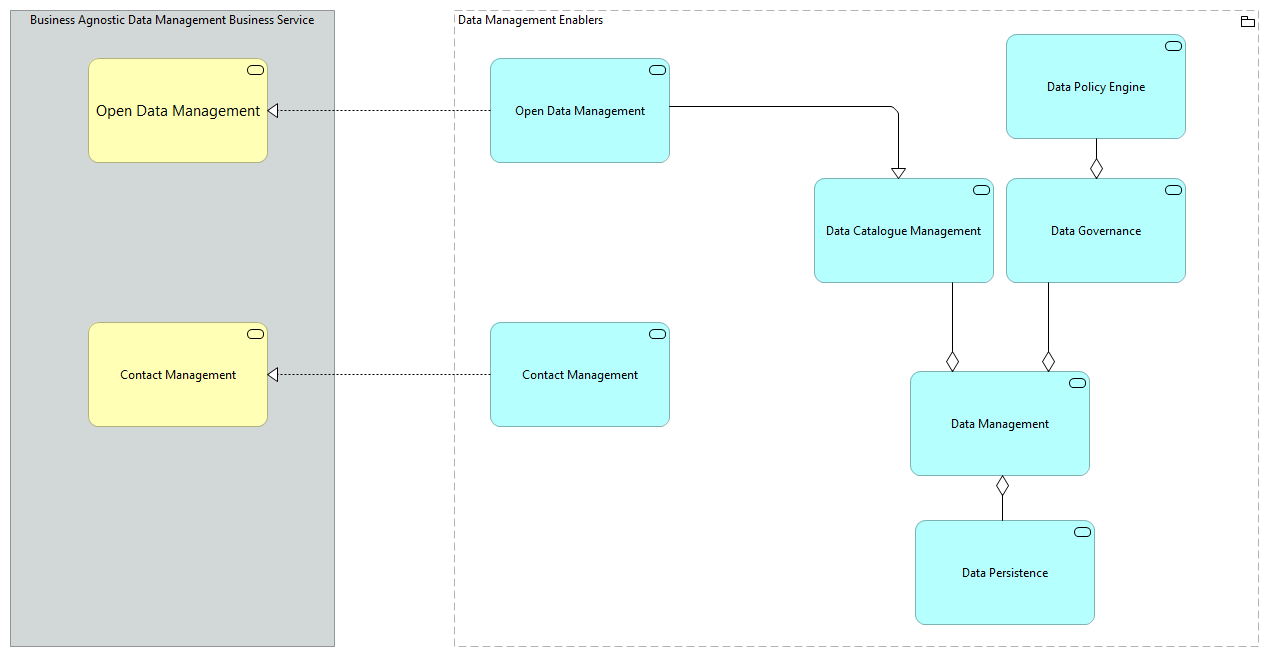 Business Agnostic Data Management Business Service
Data Management Enablers
Open Data Management
Open Data Management
Data Policy Engine
Data Catalogue Management
Data Governance
Contact Management
Contact Management
Data Management
Data Persistence